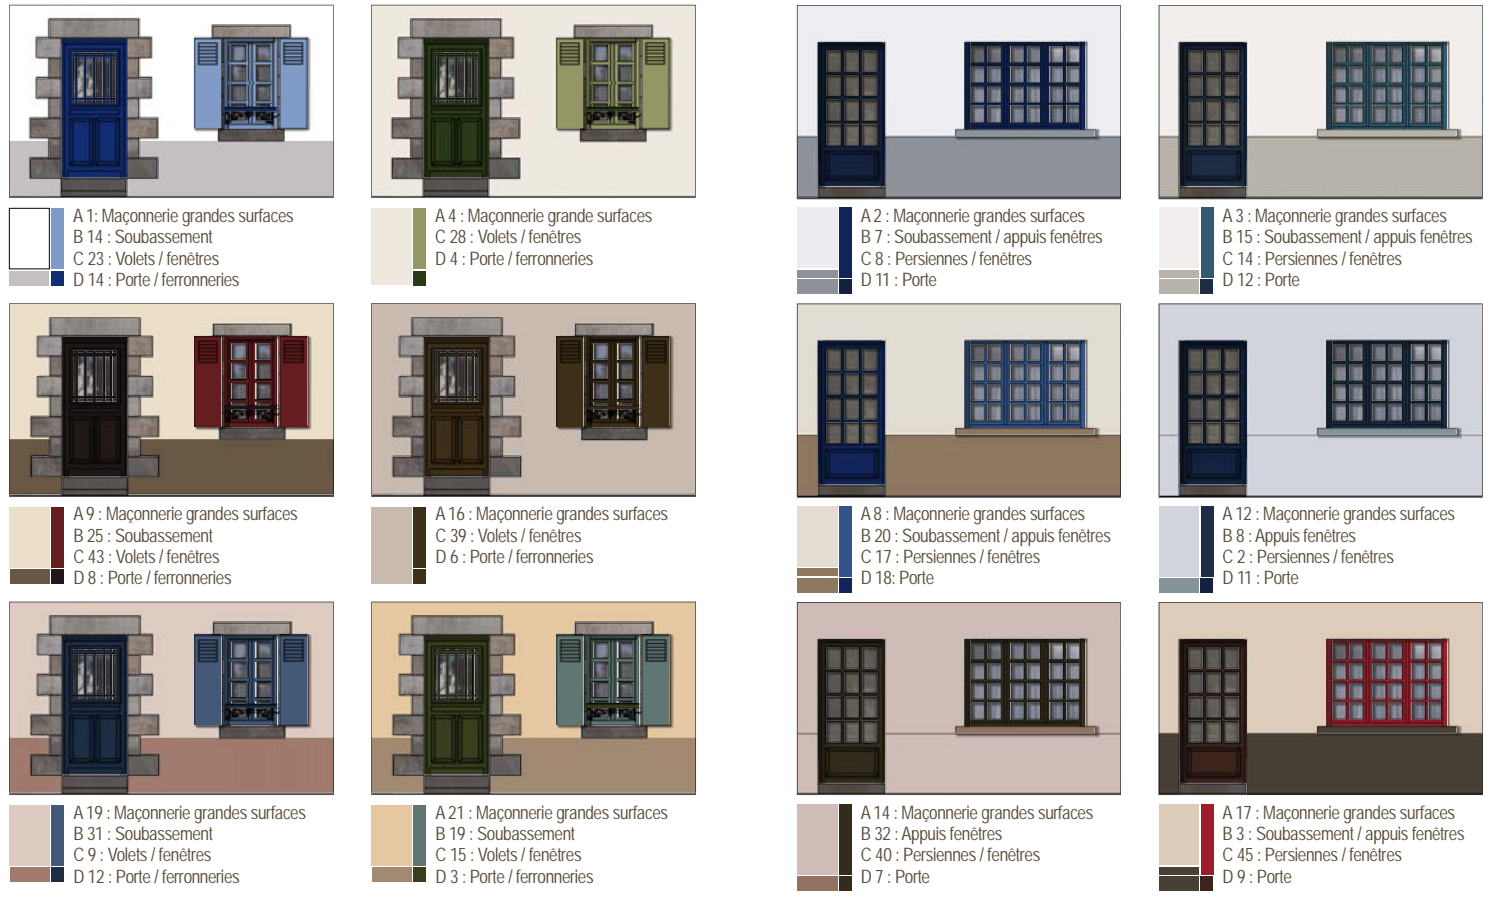 A 1: Maçonnerie grandes surfaces
B 14 : Soubassement
C 23 : Volets / fenêtres
D 14 : Porte / ferronneries
A 4 : Maçonnerie grande surfaces
C 28 : Volets / fenêtres
D 4 : Porte / ferronneries
A 2 : Maçonnerie grandes surfaces
B 7 : Soubassement / appuis fenêtres
C 8 : Persiennes / fenêtres
D 11 : Porte
A 3 : Maçonnerie grandes surfaces
B 15 : Soubassement / appuis fenêtres
C 14 : Persiennes / fenêtres
D 12 : Porte
A 9 : Maçonnerie grandes surfaces
B 25 : Soubassement
C 43 : Volets / fenêtres
D 8 : Porte / ferronneries
A 16 : Maçonnerie grandes surfaces
C 39 : Volets / fenêtres
D 6 : Porte / ferronneries
A 8 : Maçonnerie grandes surfaces
B 20 : Soubassement / appuis fenêtres
C 17 : Persiennes / fenêtres
D 18: Porte
A 12 : Maçonnerie grandes surfaces
B 8 : Appuis fenêtres
C 2 : Persiennes / fenêtres
D 11 : Porte
A 19 : Maçonnerie grandes surfaces
B 31 : Soubassement
C 9 : Volets / fenêtres
D 12 : Porte / ferronneries
A 21 : Maçonnerie grandes surfaces
B 19 : Soubassement
C 15 : Volets / fenêtres
D 3 : Porte / ferronneries
A 14 : Maçonnerie grandes surfaces
B 32 : Appuis fenêtres
C 40 : Persiennes / fenêtres
D 7 : Porte
A 17 : Maçonnerie grandes surfaces
B 3 : Soubassement / appuis fenêtres
C 45 : Persiennes / fenêtres
D 9 : Porte